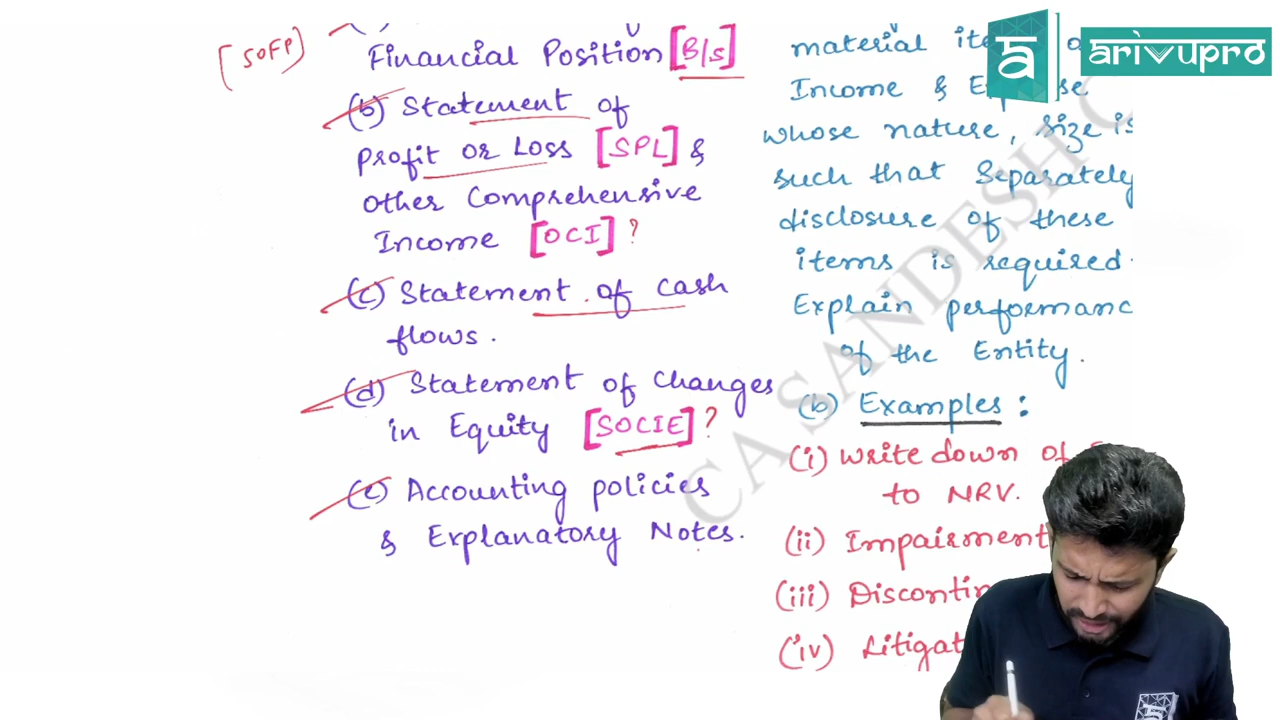 [SOFP]
Financial Position [B/S]
(b) Statement of
Profit or Loss [SPL] &
other Comprehensive
Income [OCI] ?
(c) Statement of cash
flows.
(d) Statement of Changes
in Equity [SOCIE] ?
(e) Accounting policies
& Explanatory Notes.
material
Income &
whose nature, size is
such that Separately
disclosure of these
items is required.
Explain
of the Entity.
(b) Examples :
(i) write down of
to NRV.
(ii) Impairment
(iii)
(iv)
arivupro
CA SANDESH